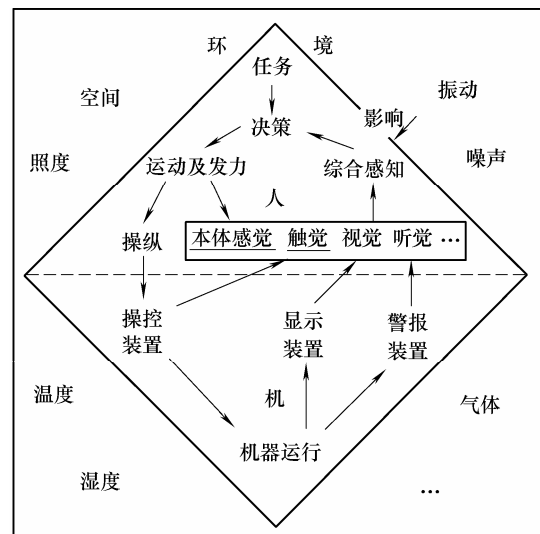 环 境
任务
空间
振动
影响
决策
照度
运动及发力
综合感知
噪声
人
操纵
本体感觉 触觉 视觉 听觉 …
操控
装置
显示
装置
警报
装置
温度
机
气体
机器运行
湿度
…